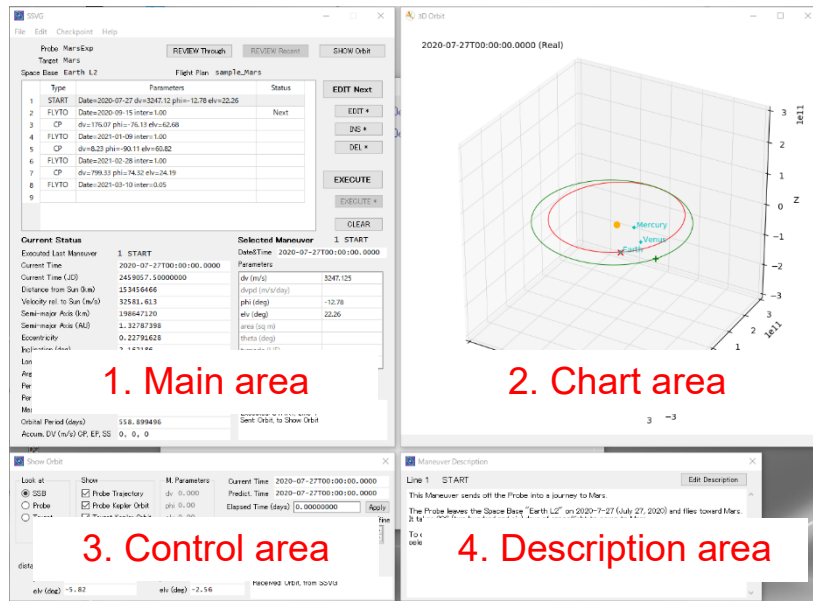 SSVG
File Edit Checkpoint Help
Probe MarsExp
REVIEW Through
REVIEW Recent
SHOW Orbit
Target Mars
Space Base Earth L2
Flight Plan sample_Mars
Type Parameters Status
EDIT Next
1 START Date=2020-07-27 dv=3247.12 phi=-12.78 elv=22.26
2 FLYTO Date=2020-09-15 inter=1.00 Next
EDIT *
3 CP dv=176.07 phi=-76.13 elv=62.68
4 FLYTO Date=2021-01-09 inter=1.00
INS *
5 CP dv=8.23 phi=-90.11 elv=60.82
6 FLYTO Date=2021-02-28 inter=1.00
DEL *
7 CP dv=799.33 phi=74.32 elv=24.19
8 FLYTO Date=2021-03-10 inter=0.05
EXECUTE
9
EXECUTE *
CLEAR
Current Status
Executed Last Maneuver 1 START
Current Time 2020-07-27T00:00:00.0000
Current Time (JD) 2459057.50000000
Distance from Sun (km) 153456466
Velocity rel. to Sun (m/s) 32581.613
Semi-major Axis (km) 198647120
Semi-major Axis (AU) 1.32787398
Eccentricity 0.22791628
Orbital Period (days) 558.899496
Accum. DV (m/s) CP, EP, SS 0, 0, 0
Selected Maneuver 1 START
Date&Time 2020-07-27T00:00:00.0000
Parameters
dv (m/s) 3247.125
dvpd (m/s/day)
phi (deg) -12.78
elv (deg) 22.26
area (sq m)
theta (deg)
Sent: Orbit, to Show Orbit
1. Main area
3D Orbit
2020-07-27T00:00:00.0000 (Real)
Mercury
Venus
Earth
3
2
1
0
−1
−2
−3
Z
1e11
2
1
1e11
3
−3
2. Chart area
Show Orbit
Look at
SSB
Probe
Show
Probe Trajectory
Probe Kepler Orbit
M. Parameters
dv 0.000
phi 0.00
Current Time 2020-07-27T00:00:00.0000
Predict. Time 2020-07-27T00:00:00.0000
Elapsed Time (days) 0.00000000 Apply
elv (deg) -5.82
elv (deg) -2.56
Received: Orbit, from SSVG
3. Control area
Maneuver Description
Line 1 START
Edit Description
This Maneuver sends off the Probe into a journey to Mars.
The Probe leaves the Space Base "Earth L2" on 2020-7-27 (July 27, 2020) and flies toward Mars.
4. Description area